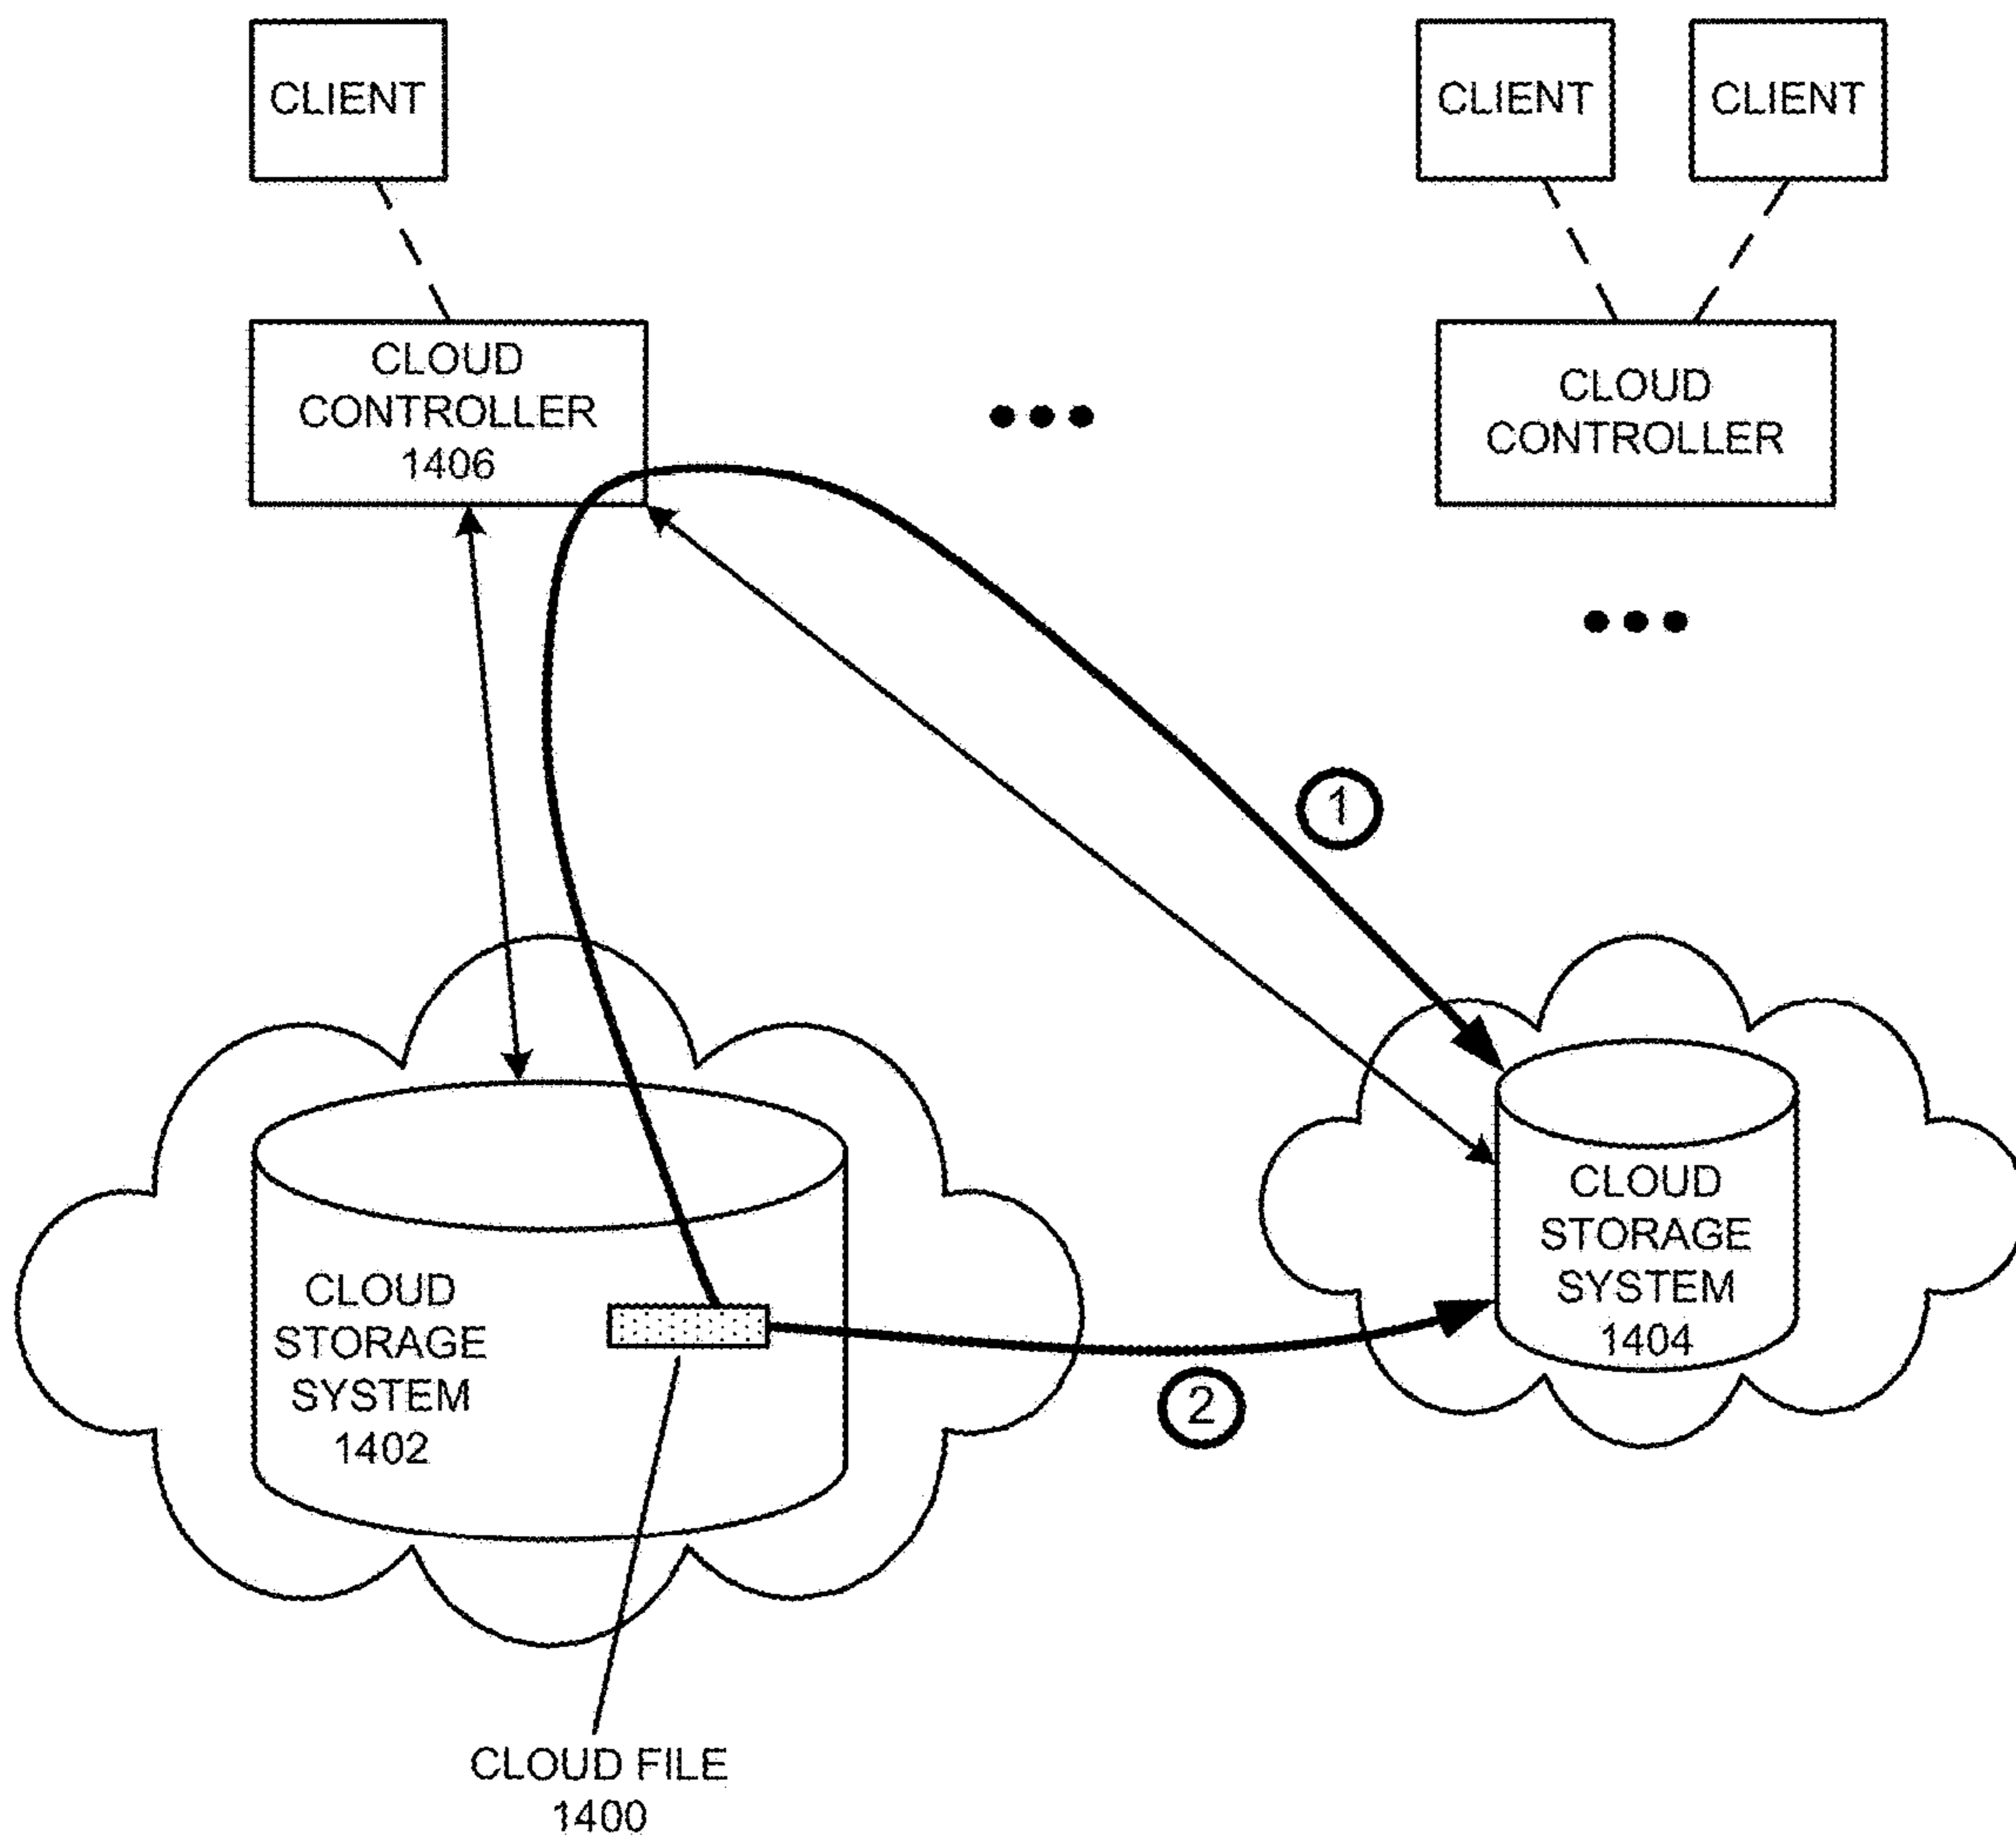 CLIENT
CLIENT
CLIENT
CLOUD
CONTROLLER
1406
CLOUD
CONTROLLER
1
CLOUD
STORAGE
SYSTEM
1404
CLOUD
STORAGE
SYSTEM
1402
2
CLOUD FILE
1400